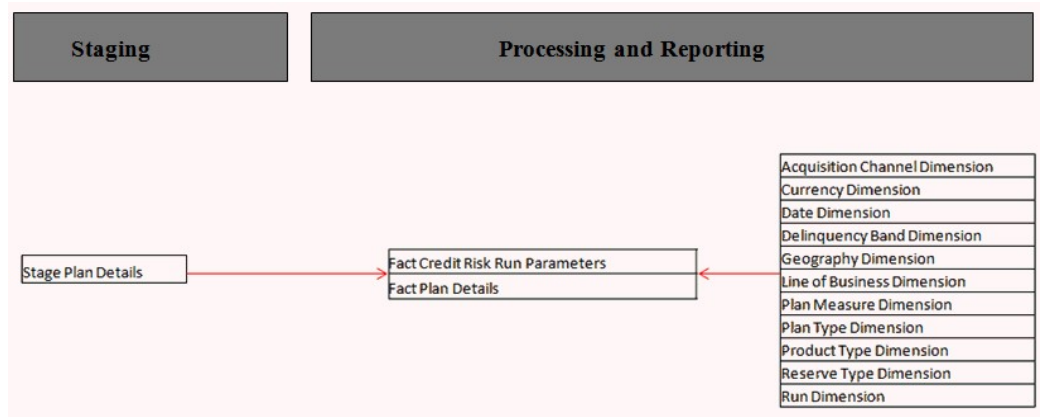 Staging
Processing and Reporting
Stage Plan Details
Fact Credit Risk Run Parameters
Fact Plan Details
Acquisition Channel Dimension
Currency Dimension
Date Dimension
Delinquency Band Dimension
Geography Dimension
Line of Business Dimension
Plan Measure Dimension
Plan Type Dimension
Product Type Dimension
Reserve Type Dimension
Run Dimension